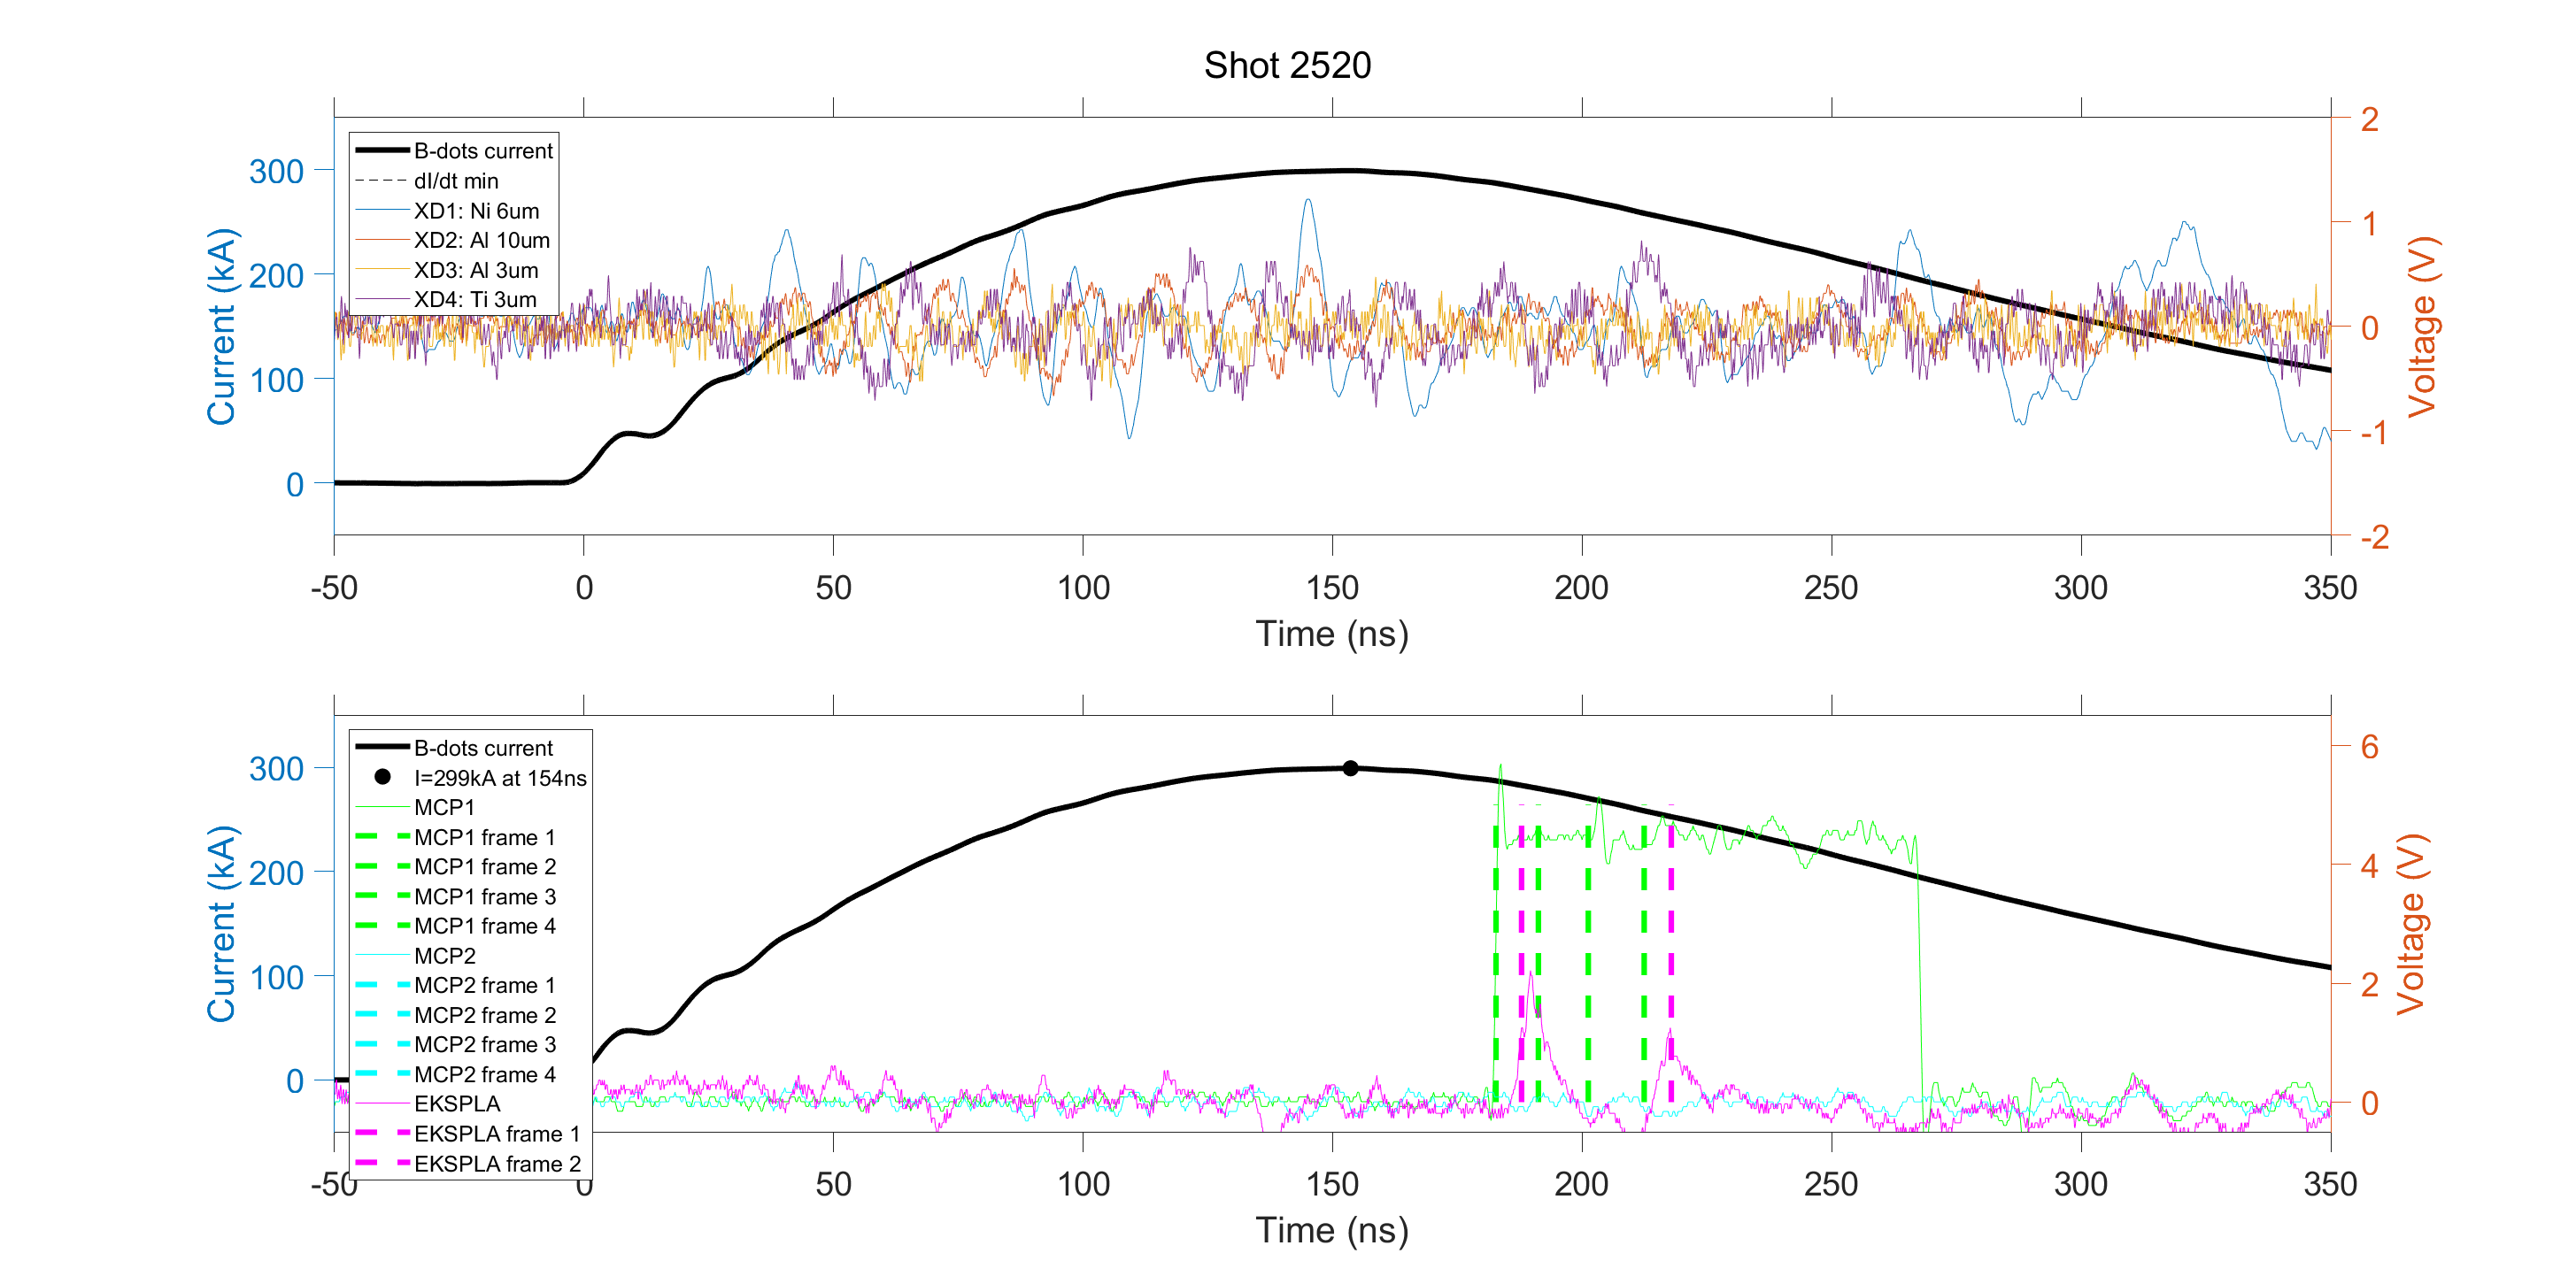 Shot 2520
B-dots current
dI/dt min
XD1: Ni 6um
XD2: Al 10um
XD3: Al 3um
XD4: Ti 3um
Current (kA)
300
200
100
0
Voltage (V)
2
1
0
-1
-2
-50 0 50 100 150 200 250 300 350
Time (ns)
B-dots current
I=299kA at 154ns
MCP1
MCP1 frame 1
MCP1 frame 2
MCP1 frame 3
MCP1 frame 4
MCP2
MCP2 frame 1
MCP2 frame 2
MCP2 frame 3
MCP2 frame 4
EKSPLA
EKSPLA frame 1
EKSPLA frame 2
Current (kA)
300
200
100
0
Voltage (V)
6
4
2
0
-50 0 50 100 150 200 250 300 350
Time (ns)